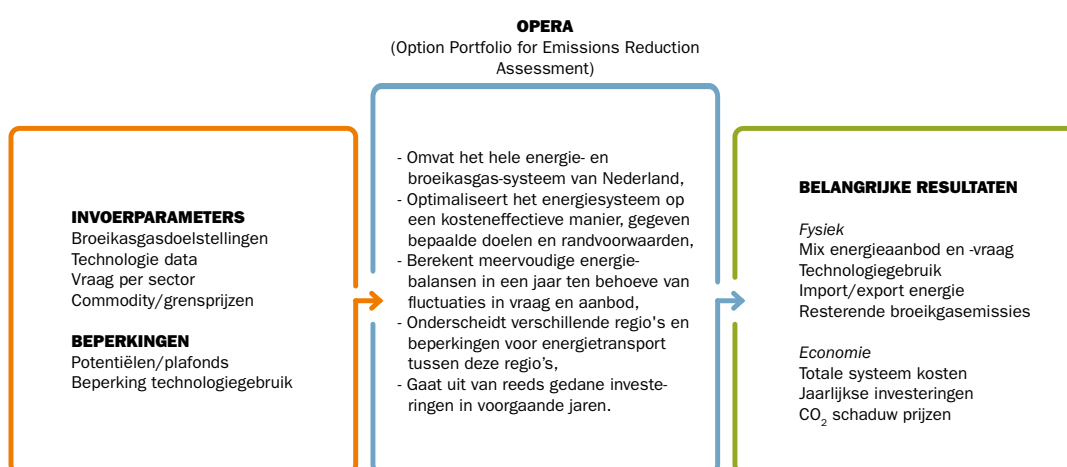 OPERA
(Option Portfolio for Emissions Reduction
Assessment)
INVOERPARAMETERS
Broeikasgasdoelstellingen
Technologie data
Vraag per sector
Commodity/grensprijzen
BEPERKINGEN
Potentiëlen/plafonds
Beperking technologiegebruik
- Omvat het hele energie- en
broeikasgas-systeem van Nederland,
- Optimaliseert het energiesysteem op
een kosteneffectieve manier, gegeven
bepaalde doelen en randvoorwaarden,
- Berekent meervoudige energie-
balansen in een jaar ten behoeve van
fluctuaties in vraag en aanbod,
- Onderscheidt verschillende regio's en
beperkingen voor energietransport
tussen deze regio’s,
- Gaat uit van reeds gedane investe-
ringen in voorgaande jaren.
BELANGRIJKE RESULTATEN
Fysiek
Mix energieaanbod en -vraag
Technologiegebruik
Import/export energie
Resterende broeikgasemissies
Economie
Totale systeem kosten
Jaarlijkse investeringen
CO₂ schaduw prijzen